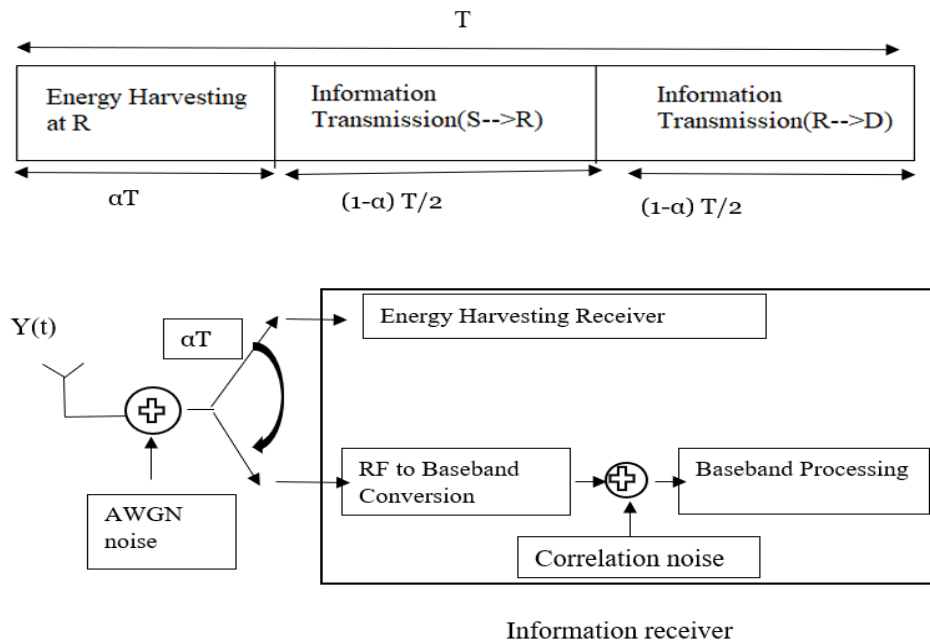 T
Energy Harvesting
at R
Information
Transmission(S-->R)
Information
Transmission(R-->D)
αT
(1-α) T/2
(1-α) T/2
Y(t)
αT
Energy Harvesting Receiver
RF to Baseband
Conversion
Baseband Processing
AWGN
noise
Correlation noise
Information receiver